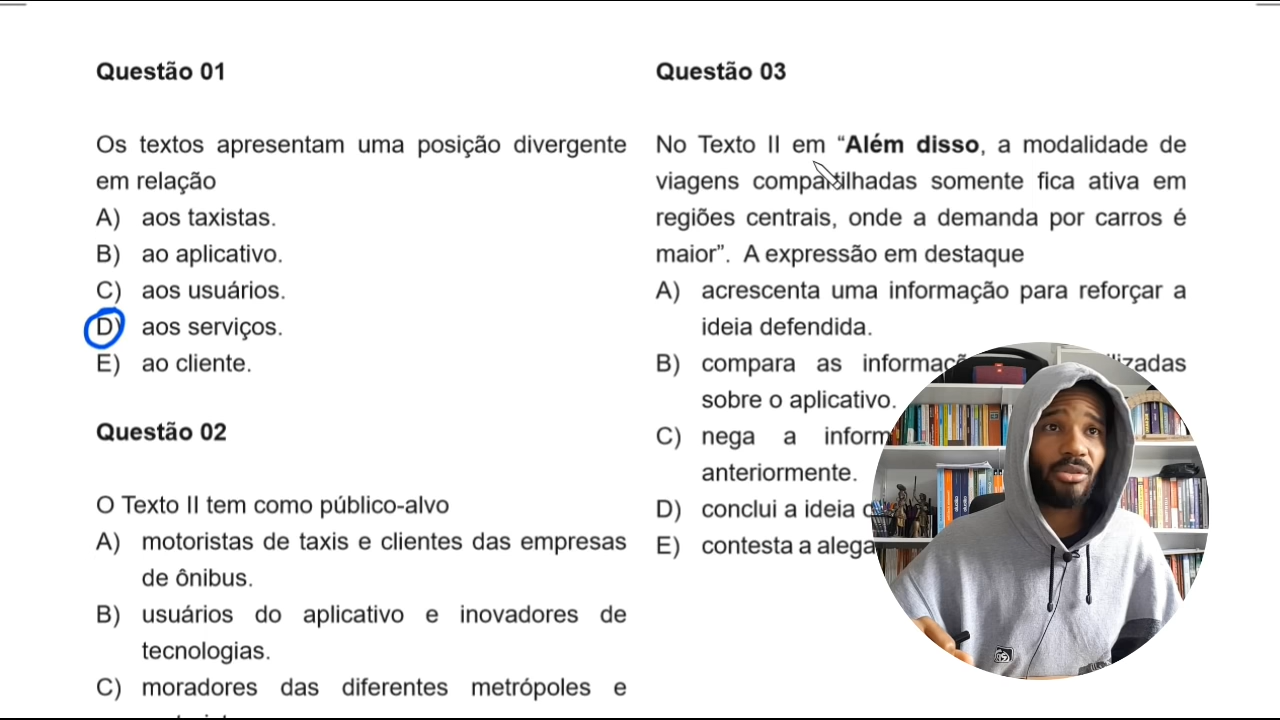 Questão 01
Os textos apresentam uma posição divergente
em relação
A) aos taxistas.
B) ao aplicativo.
C) aos usuários.
D) aos serviços.
E) ao cliente.
Questão 02
O Texto II tem como público-alvo
A) motoristas de taxis e clientes das empresas
de ônibus.
B) usuários do aplicativo e inovadores de
tecnologias.
C) moradores das diferentes metrópoles e
Questão 03
No Texto II em “Além disso, a modalidade de
viagens compartilhadas somente fica ativa em
regiões centrais, onde a demanda por carros é
maior”. A expressão em destaque
A) acrescenta uma informação para reforçar a
ideia defendida.
B) compara as
sobre o aplicativo.
C) nega a
anteriormente.
D) conclui a ideia
E) contesta a